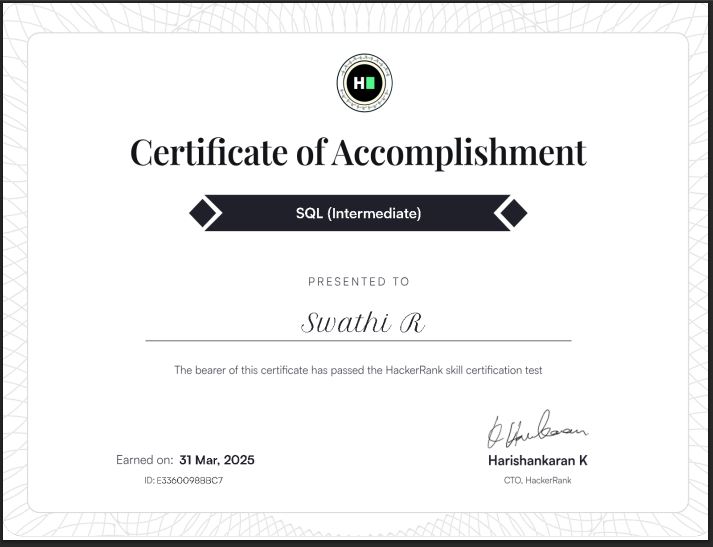 H
Certificate of Accomplishment
SQL (Intermediate)
PRESENTED TO
Swathi R
The bearer of this certificate has passed the HackerRank skill certification test
Earned on: 31 Mar, 2025
ID: E3360098BBC7
Harishankaran K
CTO, HackerRank